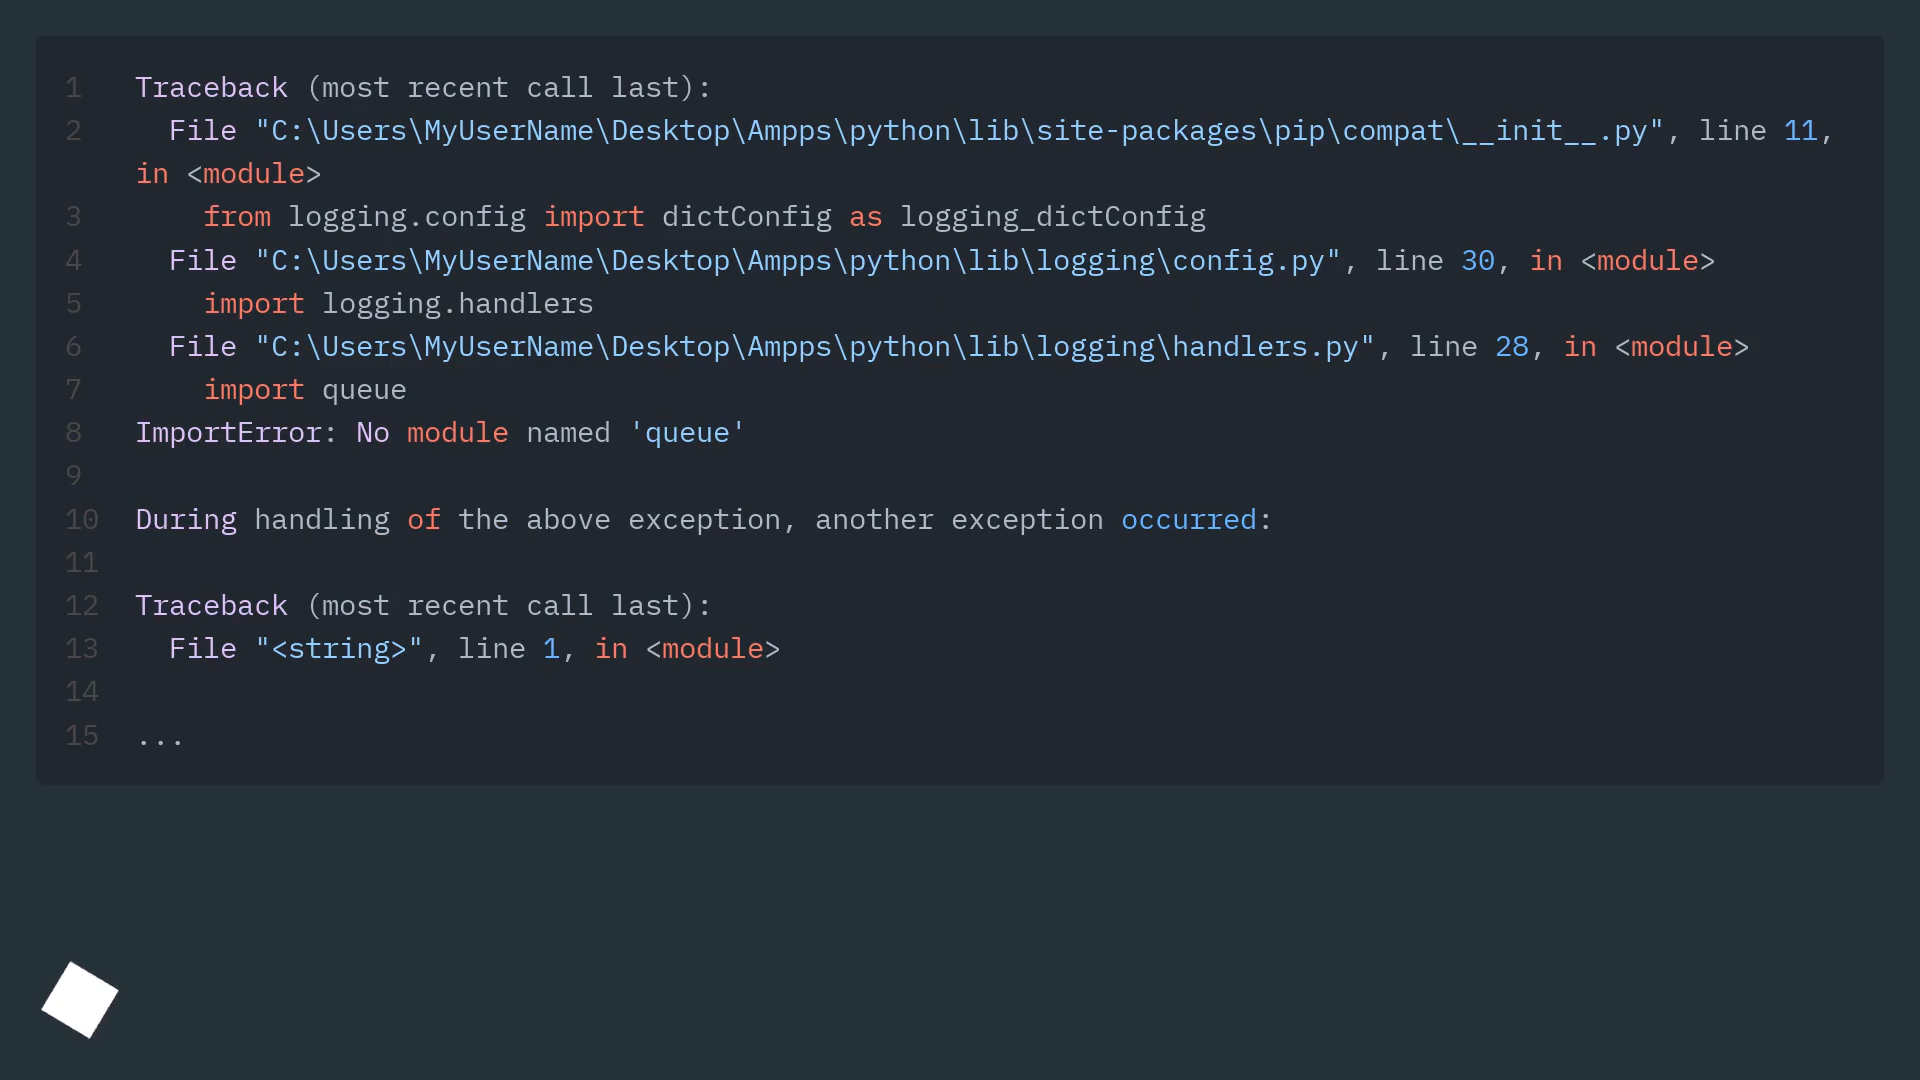 1 Traceback (most recent call last):
2   File "C:\Users\MyUserName\Desktop\Ampps\python\lib\site-packages\pip\compat\__init__.py", line 11,
in <module>
3     from logging.config import dictConfig as logging_dictConfig
4   File "C:\Users\MyUserName\Desktop\Ampps\python\lib\logging\config.py", line 30, in <module>
5     import logging.handlers
6   File "C:\Users\MyUserName\Desktop\Ampps\python\lib\logging\handlers.py", line 28, in <module>
7     import queue
8 ImportError: No module named 'queue'
9
10 During handling of the above exception, another exception occurred:
11
12 Traceback (most recent call last):
13   File "<string>", line 1, in <module>
14
15 ...